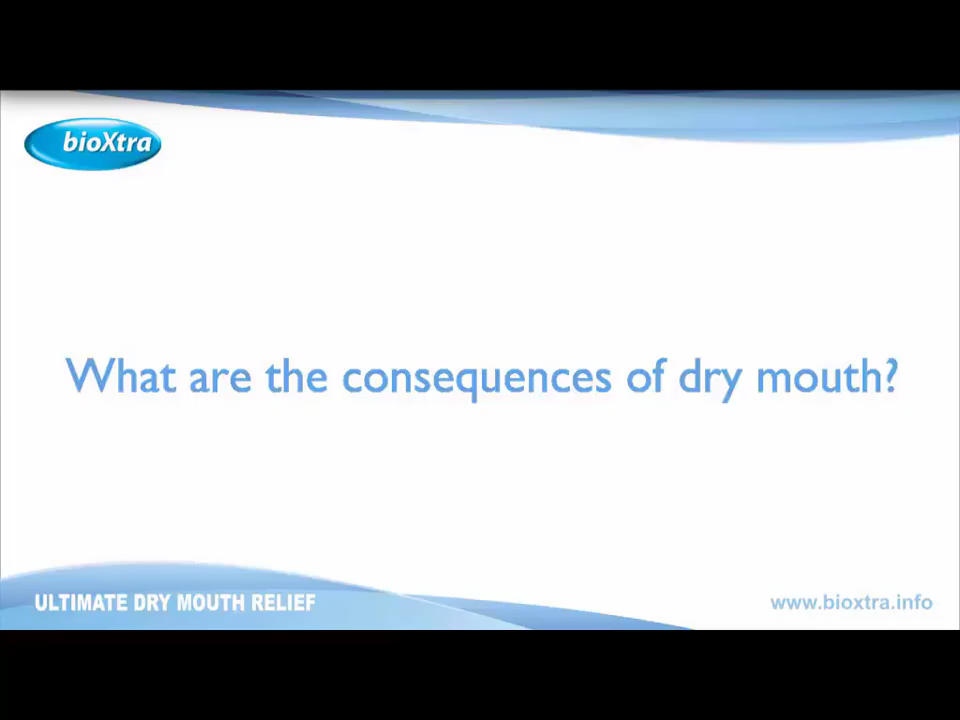 bioXtra
What are the consequences of dry mouth?
ULTIMATE DRY MOUTH RELIEF
www.bioxtra.info